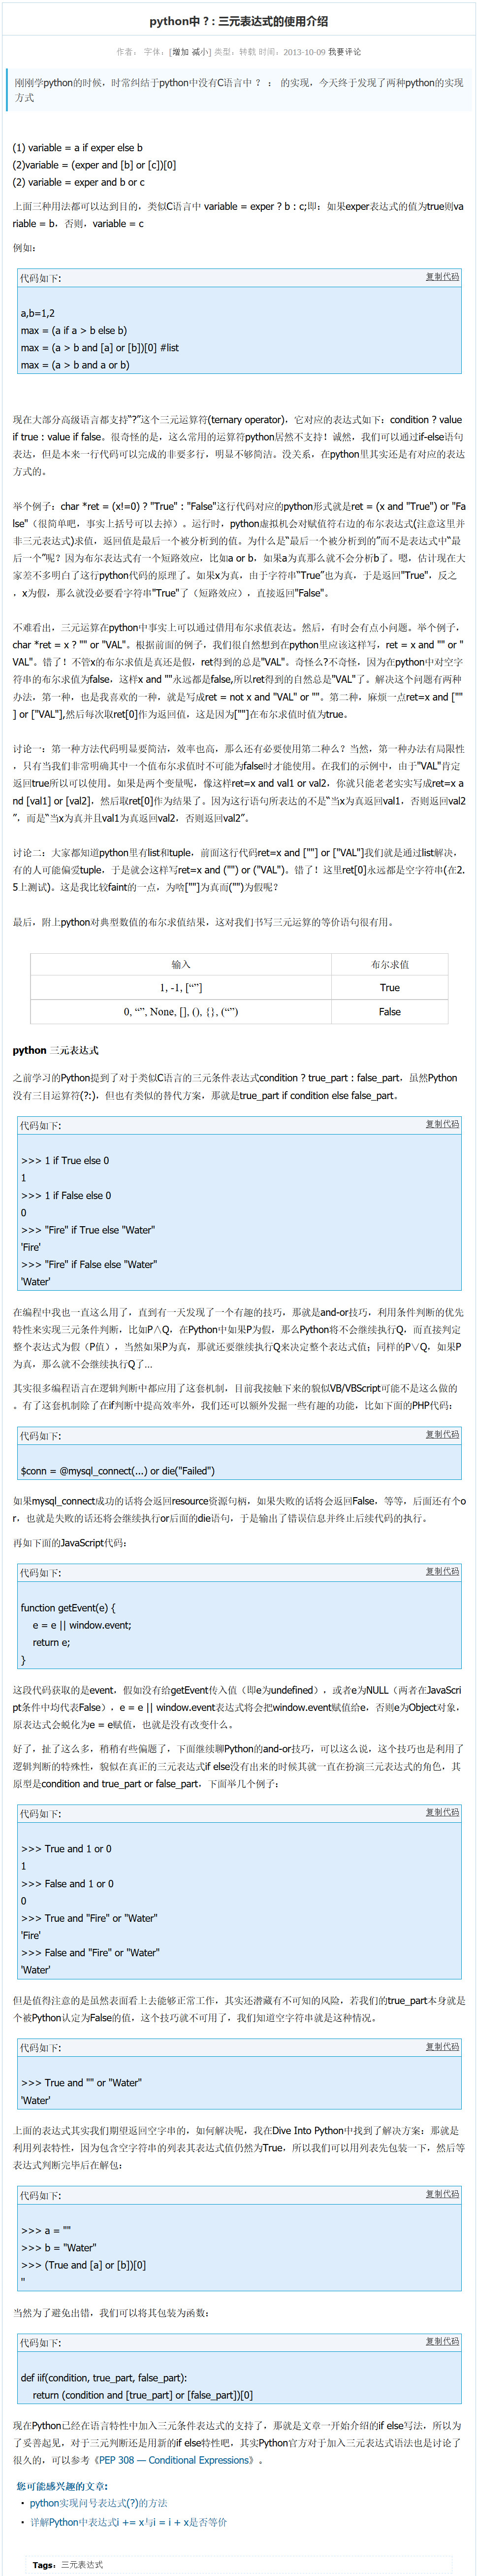 python中 ? : 三元表达式的使用介绍
作者： 字体：[增加 减小] 类型：转载 时间：2013-10-09 我要评论
刚刚学python的时候，时常纠结于python中没有C语言中 ？ ： 的实现，今天终于发现了两种python的实现
方式
(1) variable = a if exper else b
(2)variable = (exper and [b] or [c])[0]
(2) variable = exper and b or c
上面三种用法都可以达到目的，类似C语言中 variable = exper ? b : c;即：如果exper表达式的值为true则va
riable = b，否则，variable = c
例如：
代码如下:
复制代码
a,b=1,2
max = (a if a > b else b)
max = (a > b and [a] or [b])[0] #list
max = (a > b and a or b)
现在大部分高级语言都支持“?”这个三元运算符(ternary operator)，它对应的表达式如下：condition ? value
if true : value if false。很奇怪的是，这么常用的运算符python居然不支持！诚然，我们可以通过if-else语句
表达，但是本来一行代码可以完成的非要多行，明显不够简洁。没关系，在python里其实还是有对应的表达
方式的。
举个例子：char *ret = (x!=0) ? "True" : "False"这行代码对应的python形式就是ret = (x and "True") or "Fa
lse"（很简单吧，事实上括号可以去掉）。运行时，python虚拟机会对赋值符右边的布尔表达式(注意这里并
非三元表达式)求值，返回值是最后一个被分析到的值。为什么是“最后一个被分析到的”而不是表达式中“最
后一个”呢？因为布尔表达式有一个短路效应，比如a or b，如果a为真那么就不会分析b了。嗯，估计现在大
家差不多明白了这行python代码的原理了。如果x为真，由于字符串"True"也为真，于是返回"True"，反之
，x为假，那么就没必要看字符串"True"了（短路效应），直接返回"False"。
不难看出，三元运算在python中事实上可以通过借用布尔求值表达。然后，有时会有点小问题。举个例子，
char *ret = x ? "" or "VAL"。根据前面的例子，我们很自然想到在python里应该这样写，ret = x and "" or "
VAL"。错了！不管x的布尔求值是真还是假，ret得到的总是"VAL"。奇怪么?不奇怪，因为在python中对空字
符串的布尔求值为false，这样x and ""永远都是false,所以ret得到的自然总是"VAL"了。解决这个问题有两种
办法，第一种，也是我喜欢的一种，就是写成ret = not x and "VAL" or ""。第二种，麻烦一点ret=x and [""
] or ["VAL"],然后每次取ret[0]作为返回值，这是因为[""]在布尔求值时值为true。
讨论一：第一种方法代码明显要简洁，效率也高，那么还有必要使用第二种么？当然，第一种办法有局限性
，只有当我们非常明确其中一个值布尔求值时不可能为false时才能使用。在我们的示例中，由于"VAL"肯定
返回true所以可以使用。如果是两个变量呢，像这样ret=x and val1 or val2，你就只能老老实实写成ret=x a
nd [val1] or [val2]，然后取ret[0]作为结果了。因为这行语句所表达的不是“当x为真返回val1，否则返回val2
”，而是“当x为真并且val1为真返回val2，否则返回val2”。
讨论二：大家都知道python里有list和tuple，前面这行代码ret=x and [""] or ["VAL"]我们就是通过list解决，
有的人可能偏爱tuple，于是就会这样写ret=x and ("") or ("VAL")。错了！这里ret[0]永远都是空字符串(在2.
5上测试)。这是我比较faint的一点，为啥[""]为真而("")为假呢？
最后，附上python对典型数值的布尔求值结果，这对我们书写三元运算的等价语句很有用。
输入 布尔求值
1, -1, [“”] True
0, “”, None, [], (), {}, (“”) False
python 三元表达式
之前学习的Python提到了对于类似C语言的三元条件表达式condition ? true_part : false_part，虽然Python
没有三目运算符(?:)，但也有类似的替代方案，那就是true_part if condition else false_part。
代码如下:
复制代码
>>> 1 if True else 0
1
>>> 1 if False else 0
0
>>> "Fire" if True else "Water"
'Fire'
>>> "Fire" if False else "Water"
'Water'
在编程中我也一直这么用了，直到有一天发现了一个有趣的技巧，那就是and-or技巧，利用条件判断的优先
特性来实现三元条件判断，比如P∧Q，在Python中如果P为假，那么Python将不会继续执行Q，而直接判定
整个表达式为假（P值），当然如果P为真，那就还要继续执行Q来决定整个表达式值；同样的P∨Q，如果P
为真，那么就不会继续执行Q了…
其实很多编程语言在逻辑判断中都应用了这套机制，目前我接触下来的貌似VB/VBScript可能不是这么做的
。有了这套机制除了在if判断中提高效率外，我们还可以额外发掘一些有趣的功能，比如下面的PHP代码：
代码如下:
复制代码
$conn = @mysql_connect(...) or die("Failed")
如果mysql_connect成功的话将会返回resource资源句柄，如果失败的话将会返回False，等等，后面还有个o
r，也就是失败的话还将会继续执行or后面的die语句，于是输出了错误信息并终止后续代码的执行。
再如下面的JavaScript代码：
代码如下:
复制代码
function getEvent(e) {
e = e || window.event;
return e;
}
这段代码获取的是event，假如没有给getEvent传入值（即e为undefined），或者e为NULL（两者在JavaScri
pt条件中均代表False），e = e || window.event表达式将会把window.event赋值给e，否则e为Object对象，
原表达式会蜕化为e = e赋值，也就是没有改变什么。
好了，扯了这么多，稍稍有些偏题了，下面继续聊Python的and-or技巧，可以这么说，这个技巧也是利用了
逻辑判断的特殊性，貌似在真正的三元表达式if else没有出来的时候其就一直在扮演三元表达式的角色，其
原型是condition and true_part or false_part，下面举几个例子：
代码如下:
复制代码
>>> True and 1 or 0
1
>>> False and 1 or 0
0
>>> True and "Fire" or "Water"
'Fire'
>>> False and "Fire" or "Water"
'Water'
但是值得注意的是虽然表面看上去能够正常工作，其实还潜藏有不可知的风险，若我们的true_part本身就是
个被Python认定为False的值，这个技巧就不可用了，我们知道空字符串就是这种情况。
代码如下:
复制代码
>>> True and "" or "Water"
'Water'
上面的表达式其实我们期望返回空字串的，如何解决呢，我在Dive Into Python中找到了解决方案：那就是
利用列表特性，因为包含空字符串的列表其表达式值仍然为True，所以我们可以用列表先包装一下，然后等
表达式判断完毕后在解包：
代码如下:
复制代码
>>> a = ""
>>> b = "Water"
>>> (True and [a] or [b])[0]
''
当然为了避免出错，我们可以将其包装为函数：
代码如下:
复制代码
def iif(condition, true_part, false_part):
return (condition and [true_part] or [false_part])[0]
现在Python已经在语言特性中加入三元条件表达式的支持了，那就是文章一开始介绍的if else写法，所以为
了妥善起见，对于三元判断还是用新的if else特性吧，其实Python官方对于加入三元表达式语法也是讨论了
很久的，可以参考《PEP 308 — Conditional Expressions》。
您可能感兴趣的文章:
• python实现问号表达式(?)的方法
• 详解Python中表达式i += x与i = i + x是否等价
Tags：三元表达式